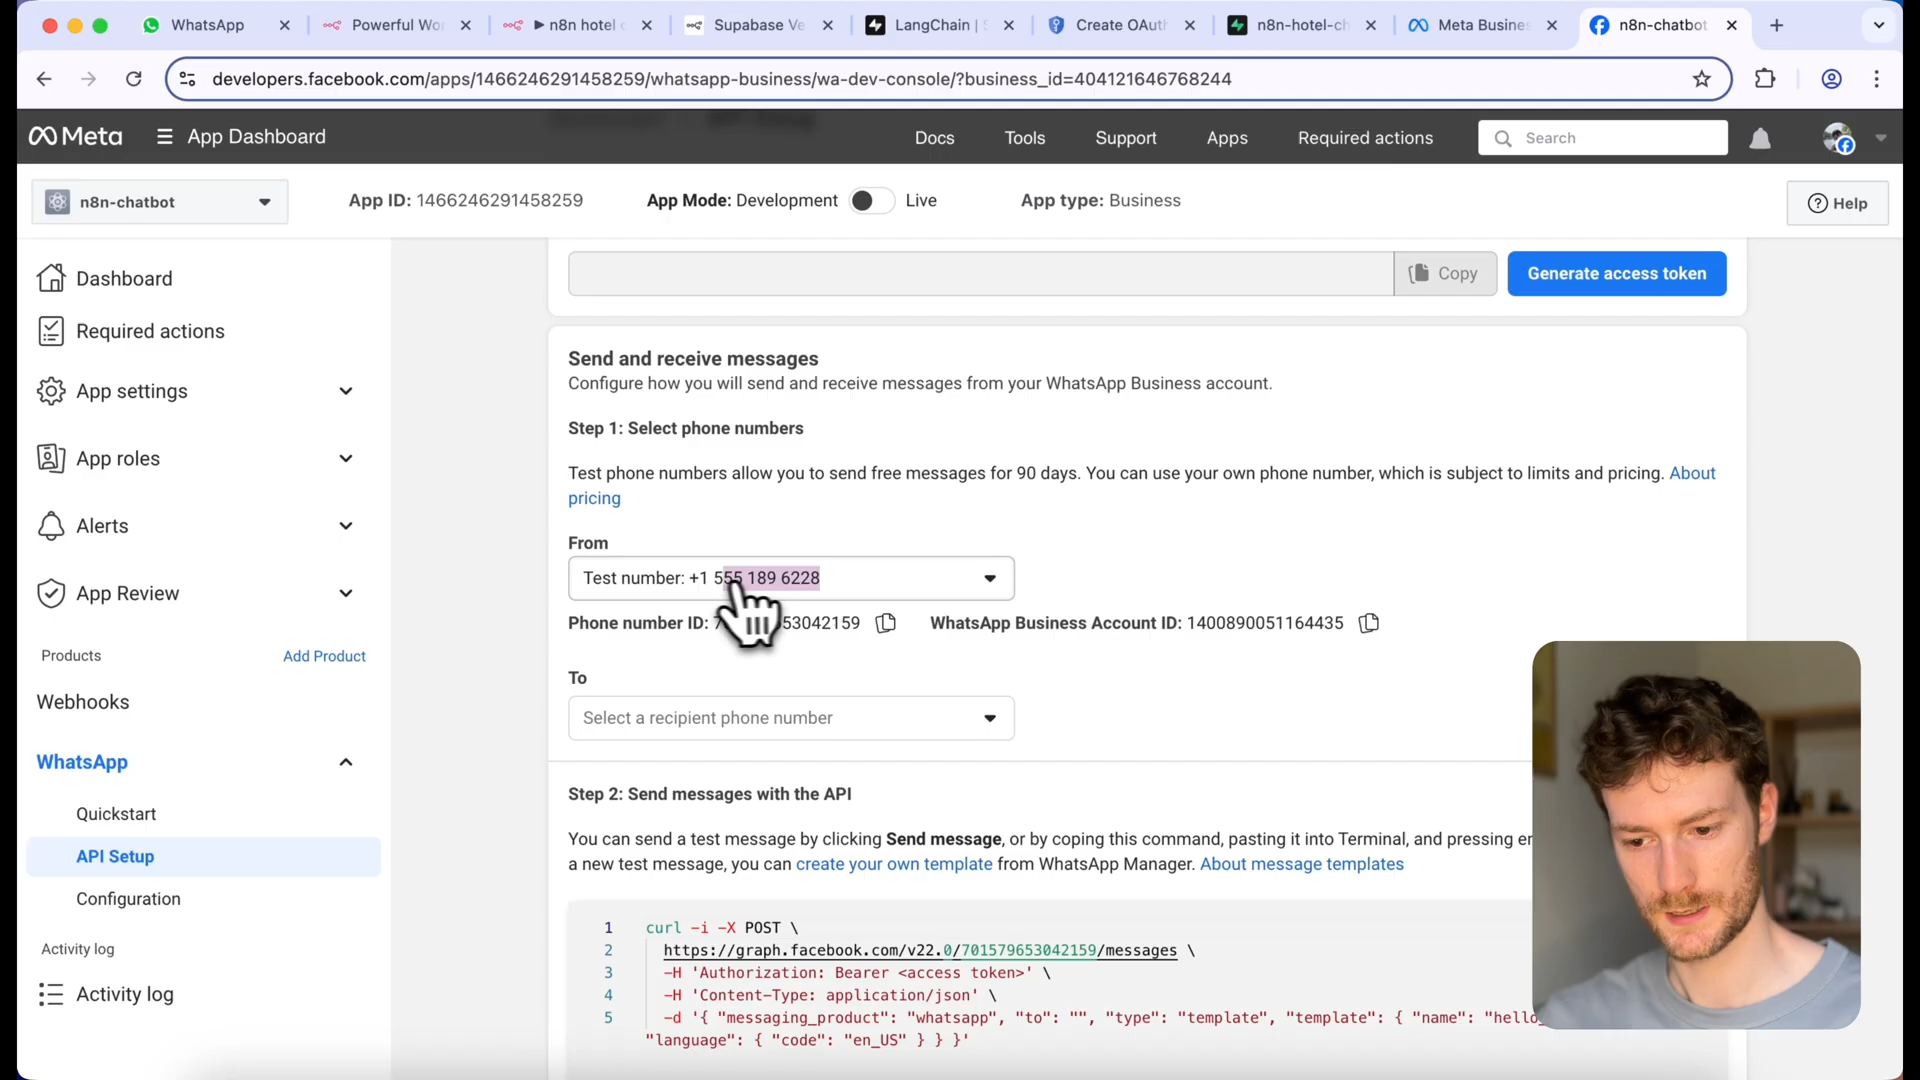 WhatsApp
Powerful Wo
▶ n8n hotel
Supabase Ve
LangChain |
Create OAut
n8n-hotel-ch
Meta Busine
n8n-chatbot
developers.facebook.com/apps/1466246291458259/whatsapp-business/wa-dev-console/?business_id=404121646768244
Meta
App Dashboard
Docs
Tools
Support
Apps
Required actions
Search
n8n-chatbot
App ID: 1466246291458259
App Mode: Development
Live
App type: Business
Help
Dashboard
Required actions
App settings
App roles
Alerts
App Review
Products
Add Product
Webhooks
WhatsApp
Quickstart
API Setup
Configuration
Activity log
Activity log
Copy
Generate access token
Send and receive messages
Configure how you will send and receive messages from your WhatsApp Business account.
Step 1: Select phone numbers
Test phone numbers allow you to send free messages for 90 days. You can use your own phone number, which is subject to limits and pricing. About
pricing
From
Test number: +1 555 189 6228
Phone number ID: 7 53042159
WhatsApp Business Account ID: 1400890051164435
To
Select a recipient phone number
Step 2: Send messages with the API
You can send a test message by clicking Send message, or by coping this command, pasting it into Terminal, and pressing
a new test message, you can create your own template from WhatsApp Manager. About message templates
1 curl -i -X POST \
2 https://graph.facebook.com/v22.0/701579653042159/messages \
3 -H 'Authorization: Bearer <access token>' \
4 -H 'Content-Type: application/json' \
5 -d '{ "messaging_product": "whatsapp", "to": "", "type": "template", "template": { "name": "hello_
"language": { "code": "en_US" } } }'